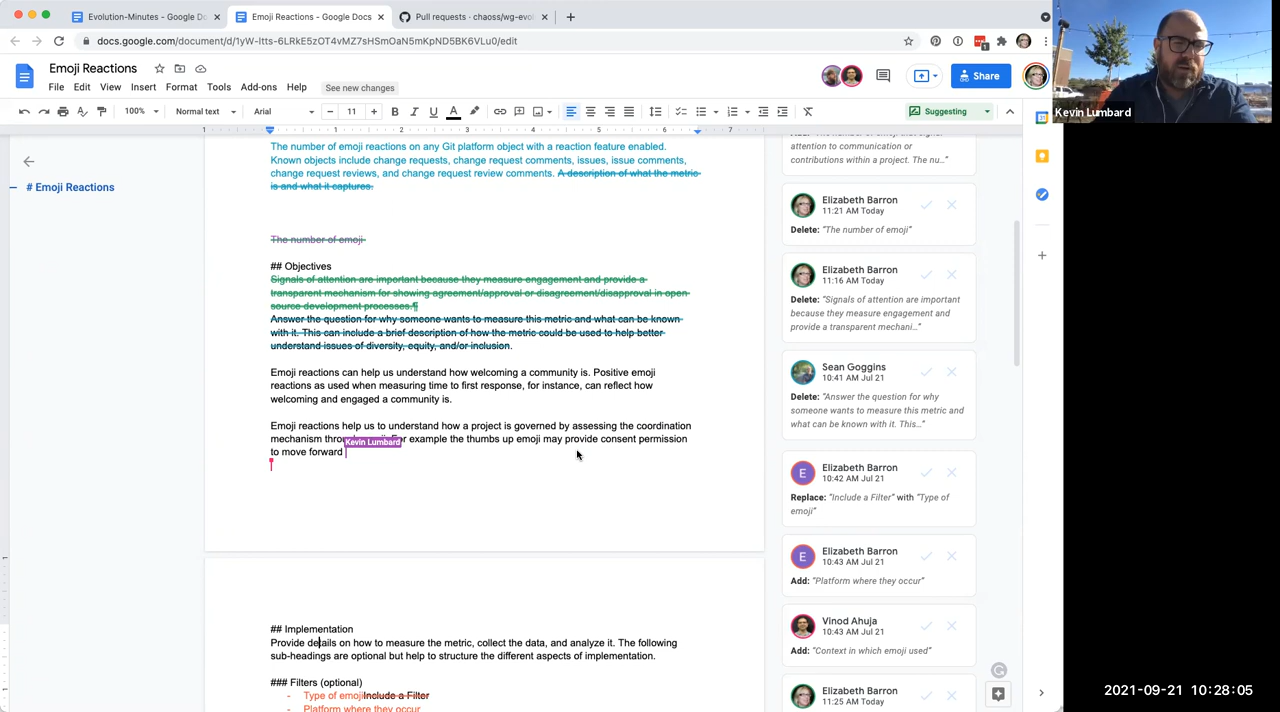 Evolution-Minutes - Google Do
Emoji Reactions - Google Docs
Pull requests · chaoss/wg-evol
docs.google.com/document/d/1yW-Itts-6LRkE5zOT4vMZ7sHSmOaN5mKpND5BK6VLu0/edit
Emoji Reactions
File Edit View Insert Format Tools Add-ons Help See new changes
Share
100% Normal text Arial 11 Suggesting
1 1 2 3 4 5 6 7
# Emoji Reactions
The number of emoji reactions on any Git platform object with a reaction feature enabled.
Known objects include change requests, change request comments, issues, issue comments,
change request reviews, and change request review comments. A description of what the metric
is and what it captures.
The number of emoji
## Objectives
Signals of attention are important because they measure engagement and provide a
transparent mechanism for showing agreement/approval or disagreement/disapproval in open
source development processes.¶
Answer the question for why someone wants to measure this metric and what can be known
with it. This can include a brief description of how the metric could be used to help better
understand issues of diversity, equity, and/or inclusion.
Emoji reactions can help us understand how welcoming a community is. Positive emoji
reactions as used when measuring time to first response, for instance, can reflect how
welcoming and engaged a community is.
Emoji reactions help us to understand how a project is governed by assessing the coordination
mechanism example the thumbs up emoji may provide consent permission
Kevin Lumbard
to move forward
## Implementation
Provide details on how to measure the metric, collect the data, and analyze it. The following
sub-headings are optional but help to structure the different aspects of implementation.
### Filters (optional)
- Type of emojiInclude a Filter
- Platform where they occur
attention to communication or
contributions within a project. The nu..."
Elizabeth Barron
11:21 AM Today
Delete: "The number of emoji"
Elizabeth Barron
11:16 AM Today
Delete: "Signals of attention are important
because they measure engagement and
provide a transparent mechani..."
Sean Goggins
10:41 AM Jul 21
Delete: "Answer the question for why
someone wants to measure this metric and
what can be known with it. This..."
E
Elizabeth Barron
10:42 AM Jul 21
Replace: "Include a Filter" with "Type of
emoji"
E
Elizabeth Barron
10:43 AM Jul 21
Add: "Platform where they occur"
Vinod Ahuja
10:43 AM Jul 21
Add: "Context in which emoji used"
Elizabeth Barron
11:25 AM Today
Kevin Lumbard
2021-09-21 10:28:05